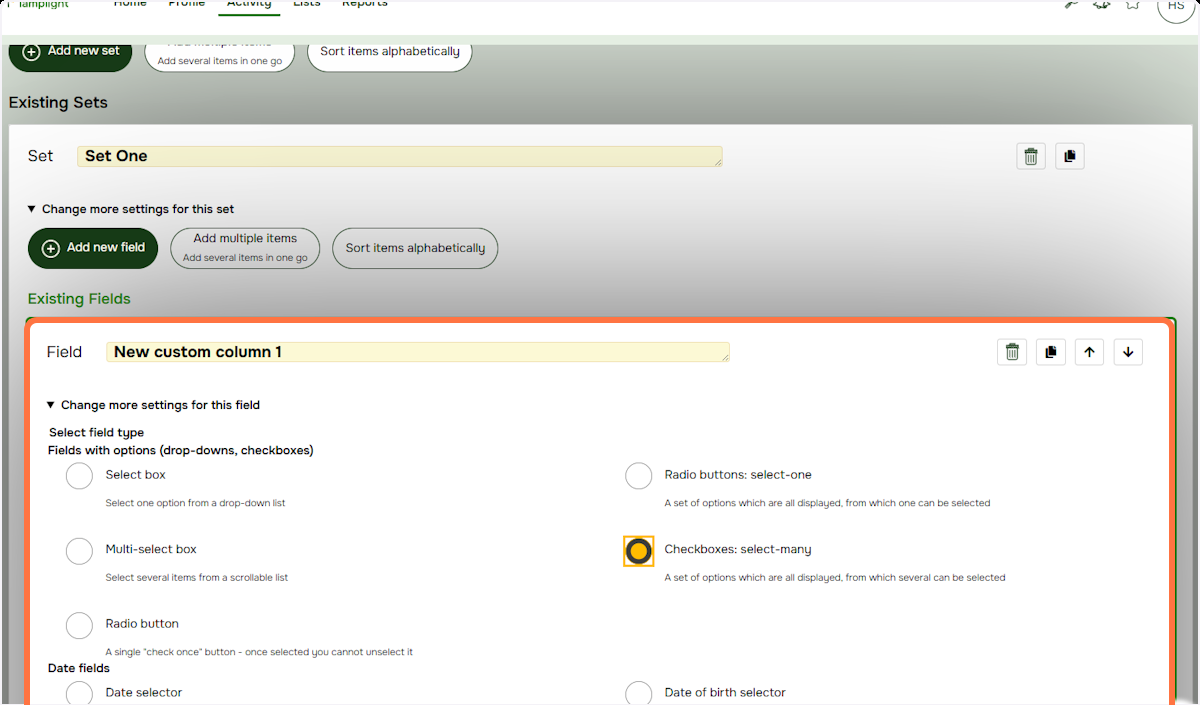 lamplight
Home Profile Activity Lists Reports
HS
Add new set
Add multiple items
Add several items in one go
Sort items alphabetically
Existing Sets
Set
Set One
Change more settings for this set
Add new field
Add multiple items
Add several items in one go
Sort items alphabetically
Existing Fields
Field
New custom column 1
Change more settings for this field
Select field type
Fields with options (drop-downs, checkboxes)
Select box
Select one option from a drop-down list
Radio buttons: select-one
A set of options which are all displayed, from which one can be selected
Multi-select box
Select several items from a scrollable list
Checkboxes: select-many
A set of options which are all displayed, from which several can be selected
Radio button
A single "check once" button - once selected you cannot unselect it
Date fields
Date selector
Date of birth selector